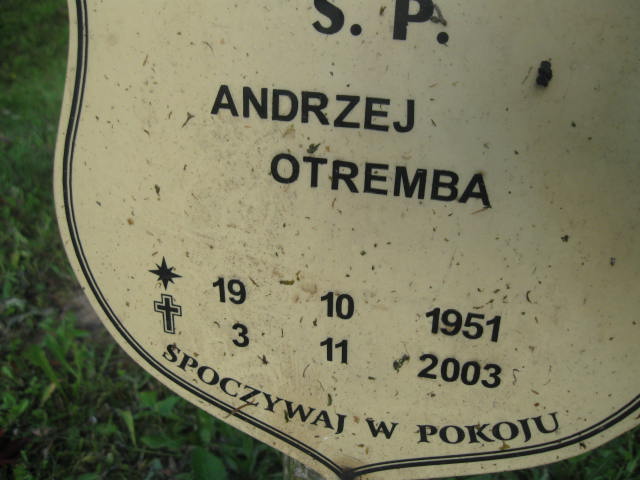 Ś. P.
ANDRZEJ
OTREMBA
19 10 1951
3 11 2003
SPOCZYWAJ W POKOJU